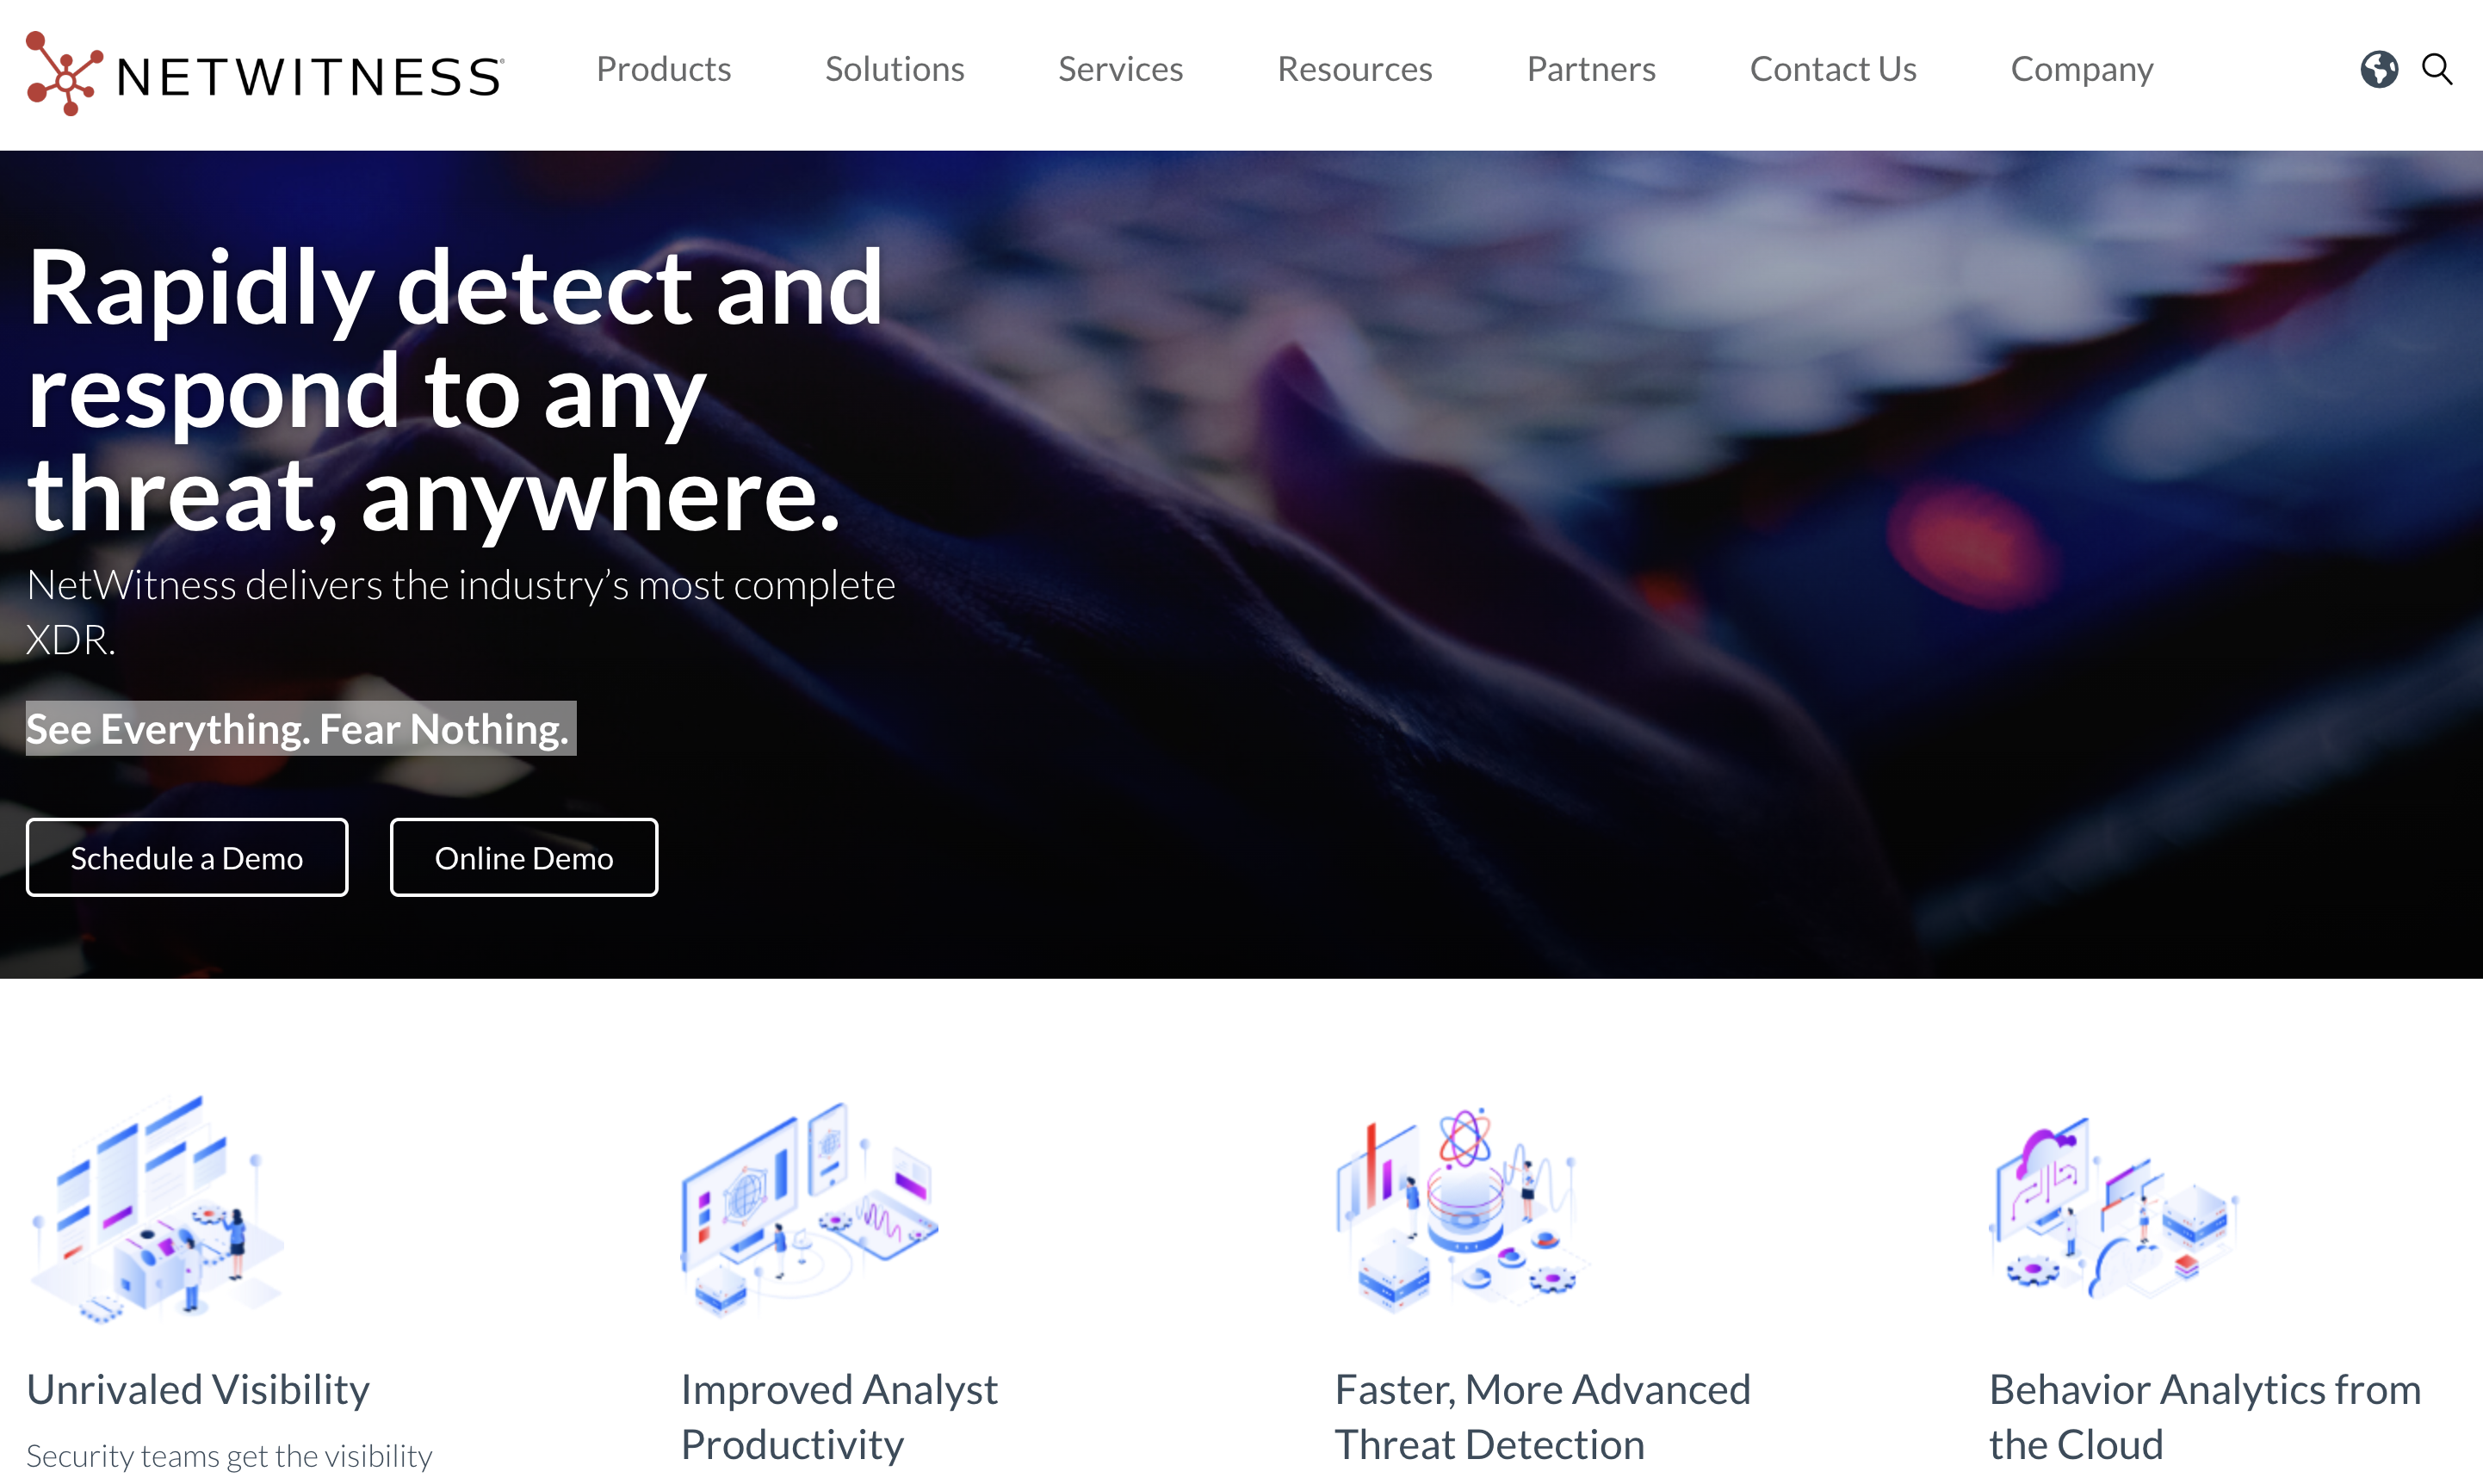 NETWITNESS®
Products Solutions Services Resources Partners Contact Us Company
Rapidly detect and
respond to any
threat, anywhere.
NetWitness delivers the industry’s most complete
XDR.
See Everything. Fear Nothing.
Schedule a Demo Online Demo
Unrivaled Visibility
Security teams get the visibility
Improved Analyst
Productivity
Faster, More Advanced
Threat Detection
Behavior Analytics from
the Cloud